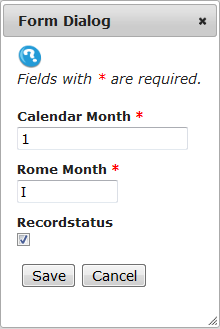 Form Dialog
Fields with * are required.
Calendar Month *
1
Rome Month *
I
Recordstatus
Save Cancel